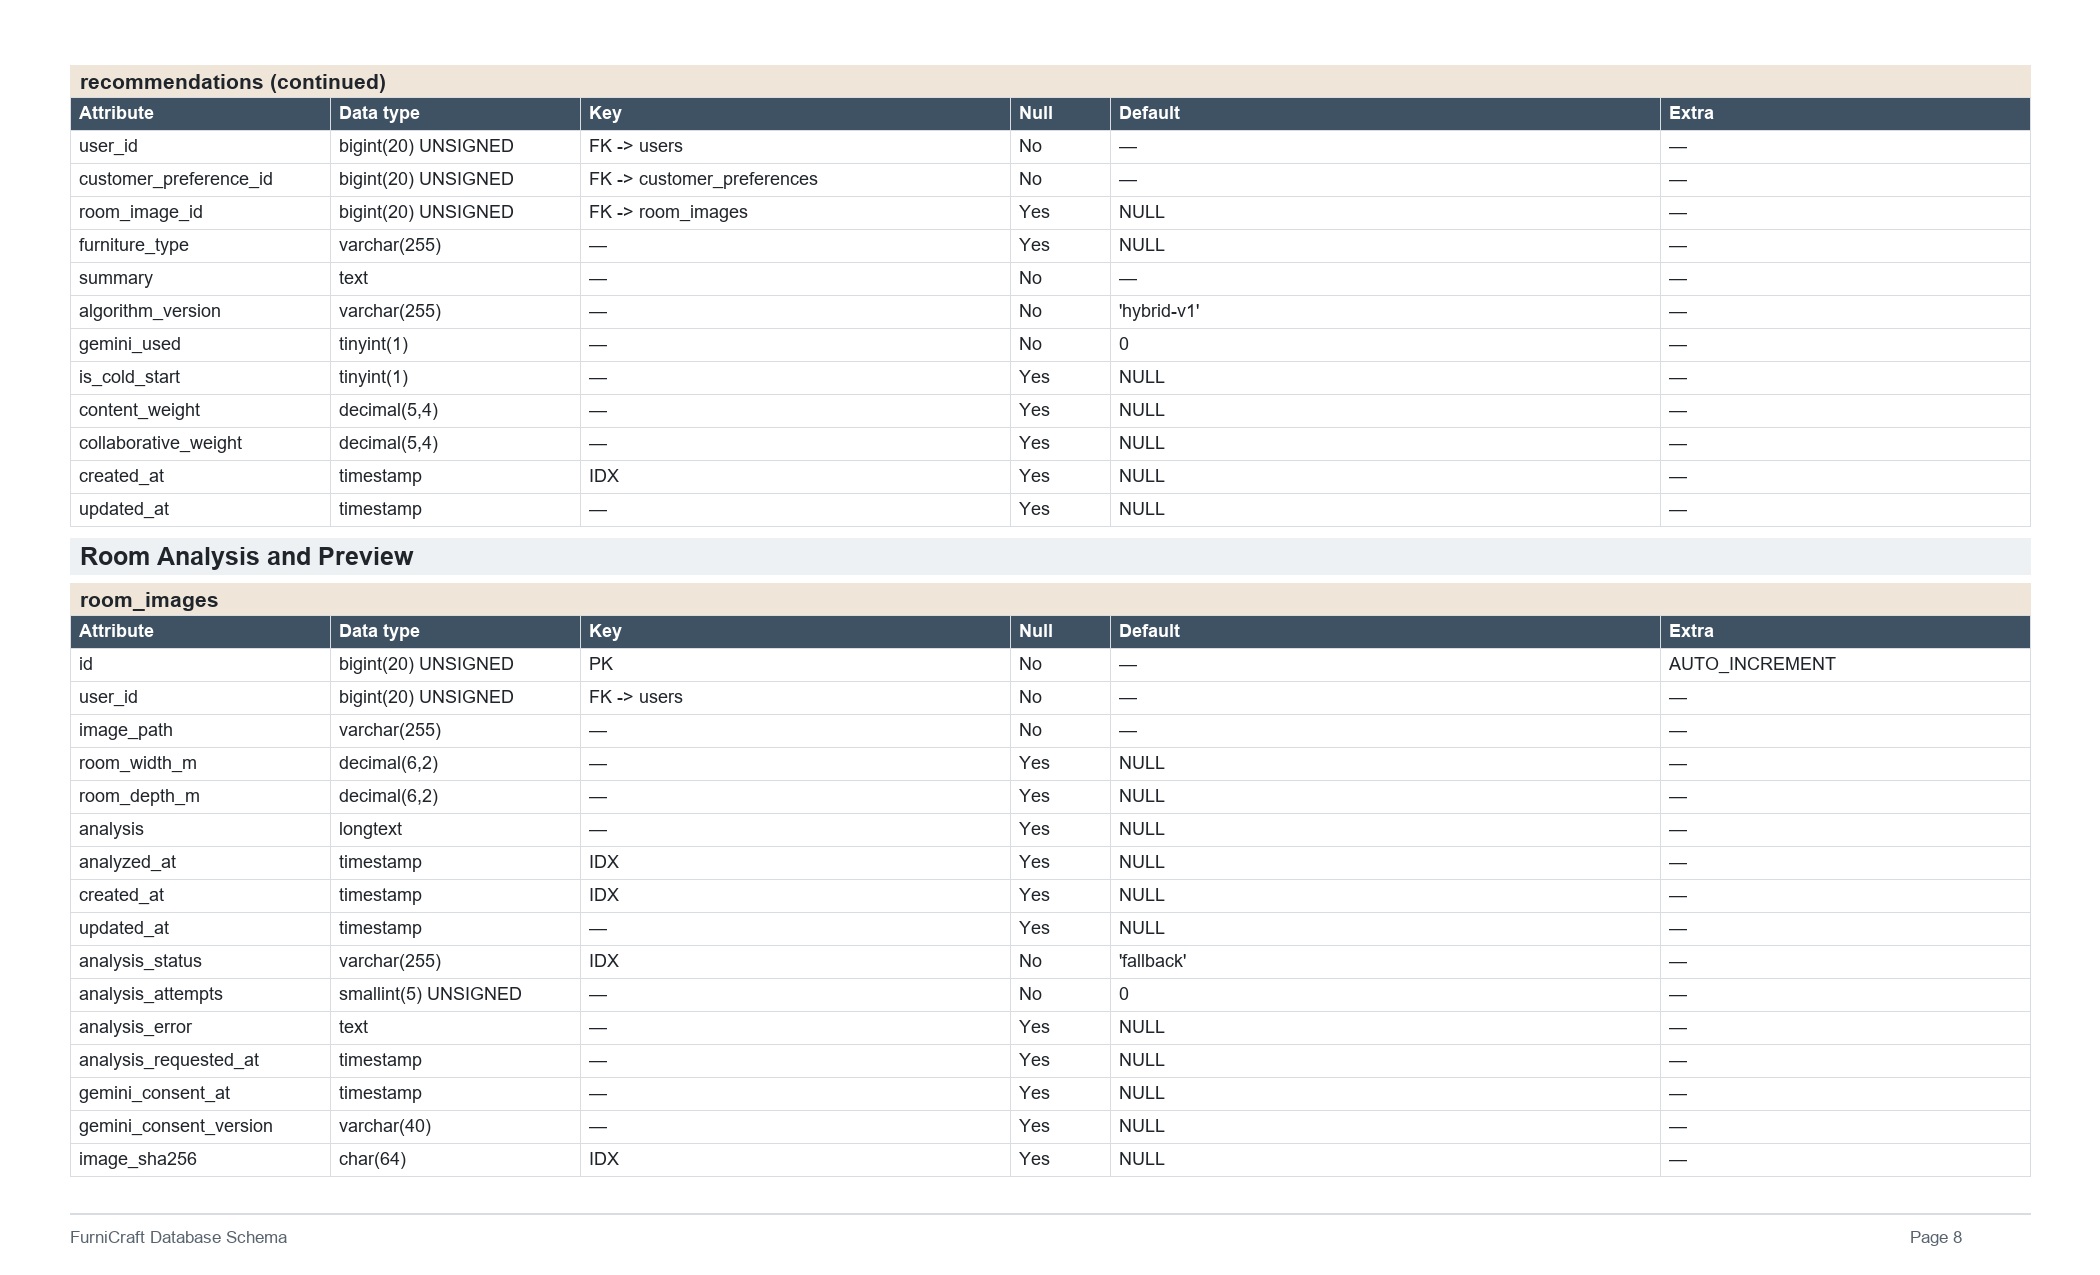 recommendations (continued)
Attribute Data type Key Null Default Extra
user_id bigint(20) UNSIGNED FK -> users No — —
customer_preference_id bigint(20) UNSIGNED FK -> customer_preferences No — —
room_image_id bigint(20) UNSIGNED FK -> room_images Yes NULL —
furniture_type varchar(255) — Yes NULL —
summary text — No — —
algorithm_version varchar(255) — No 'hybrid-v1' —
gemini_used tinyint(1) — No 0 —
is_cold_start tinyint(1) — Yes NULL —
content_weight decimal(5,4) — Yes NULL —
collaborative_weight decimal(5,4) — Yes NULL —
created_at timestamp IDX Yes NULL —
updated_at timestamp — Yes NULL —
Room Analysis and Preview
room_images
Attribute Data type Key Null Default Extra
id bigint(20) UNSIGNED PK No — AUTO_INCREMENT
user_id bigint(20) UNSIGNED FK -> users No — —
image_path varchar(255) — No — —
room_width_m decimal(6,2) — Yes NULL —
room_depth_m decimal(6,2) — Yes NULL —
analysis longtext — Yes NULL —
analyzed_at timestamp IDX Yes NULL —
created_at timestamp IDX Yes NULL —
updated_at timestamp — Yes NULL —
analysis_status varchar(255) IDX No 'fallback' —
analysis_attempts smallint(5) UNSIGNED — No 0 —
analysis_error text — Yes NULL —
analysis_requested_at timestamp — Yes NULL —
gemini_consent_at timestamp — Yes NULL —
gemini_consent_version varchar(40) — Yes NULL —
image_sha256 char(64) IDX Yes NULL —
FurniCraft Database Schema Page 8